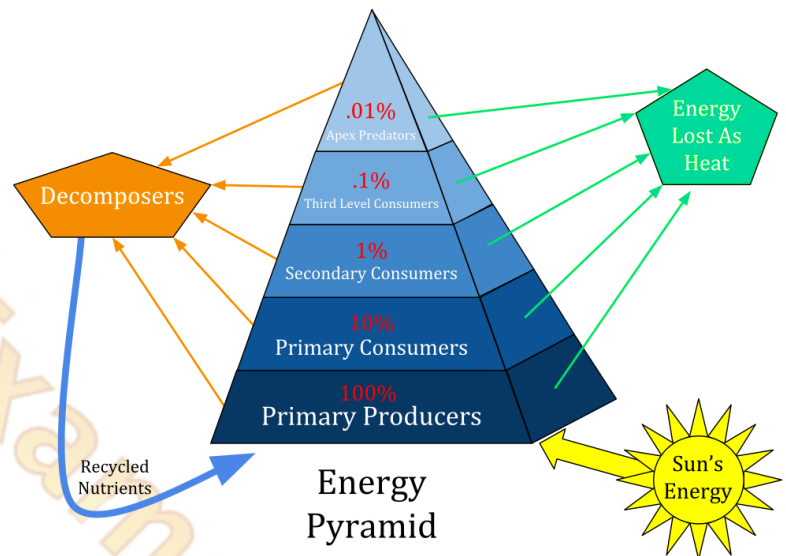 .01%
Apex Predators
.1%
Third Level Consumers
1%
Secondary Consumers
10%
Primary Consumers
100%
Primary Producers
Decomposers
Energy
Lost As
Heat
Recycled
Nutrients
Energy
Pyramid
Sun's
Energy